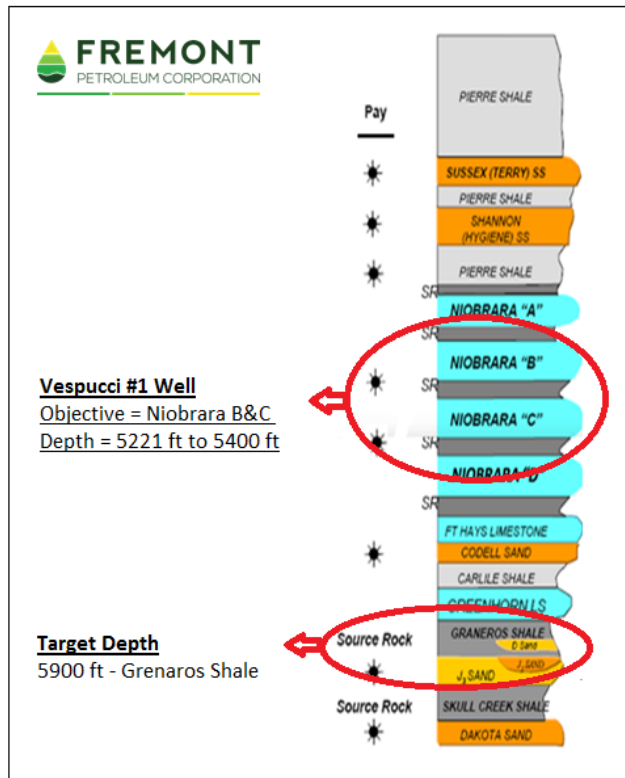 FREMONT
PETROLEUM CORPORATION
Pay
PIERRE SHALE
SUSSEX (TERRY) SS
PIERRE SHALE
SHANNON
(HYGIENE) SS
PIERRE SHALE
SR
NIOBRARA "A"
SR
NIOBRARA "B"
SR
NIOBRARA "C"
SR
NIOBRARA "D"
SR
FT HAYS LIMESTONE
CODELL SAND
CARLILE SHALE
GREENHORN LS
Source Rock
GRANEROS SHALE
D Sand
J SAND
J₃ SAND
Source Rock
SKULL CREEK SHALE
DAKOTA SAND
Vespucci #1 Well
Objective = Niobrara B&C
Depth = 5221 ft to 5400 ft
Target Depth
5900 ft - Grenaros Shale